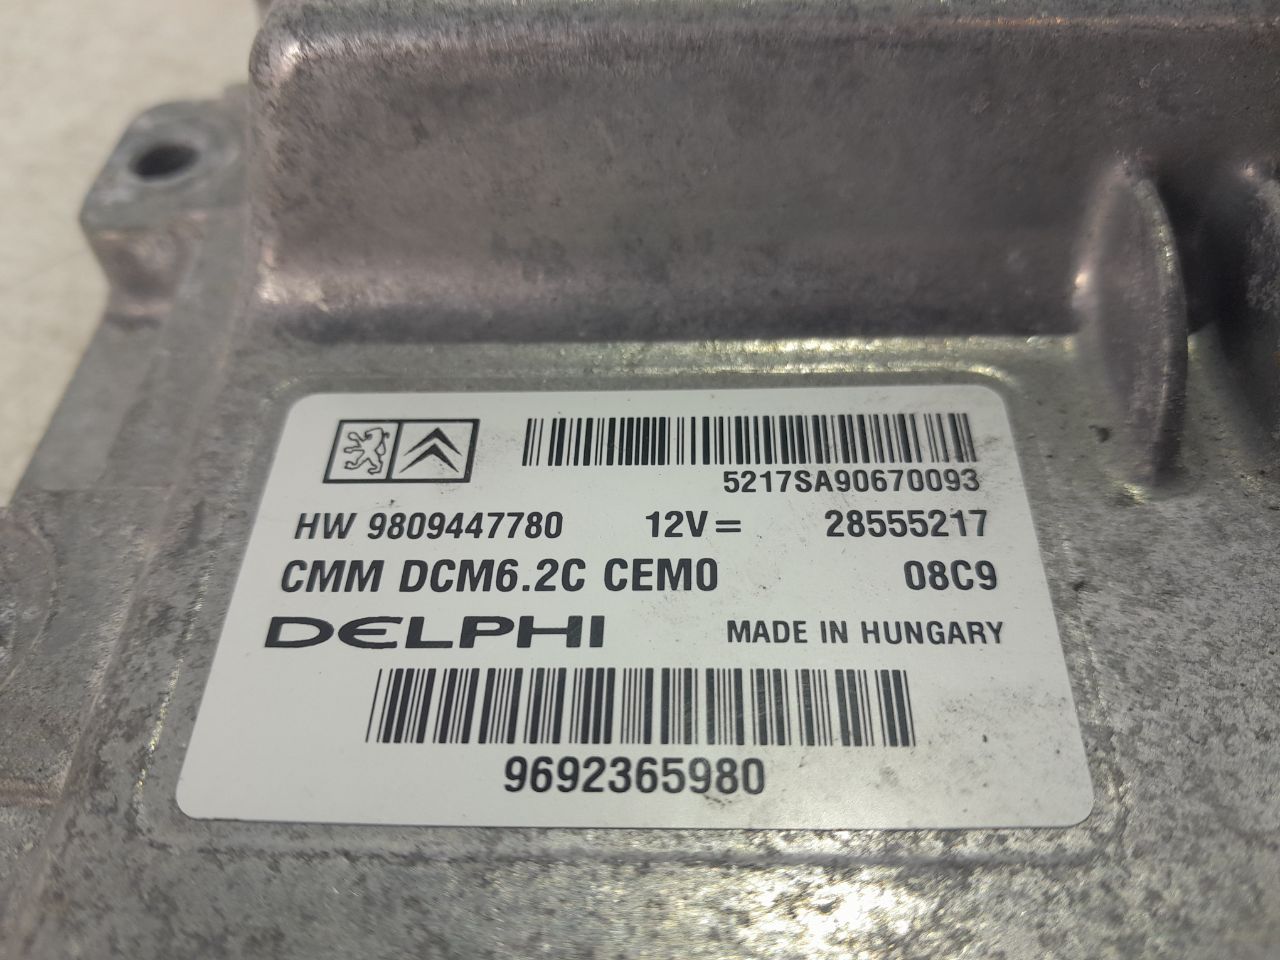 5217SA90670093
HW 9809447780 12V= 28555217
CMM DCM6.2C CEM0 08C9
DELPHI MADE IN HUNGARY
9692365980